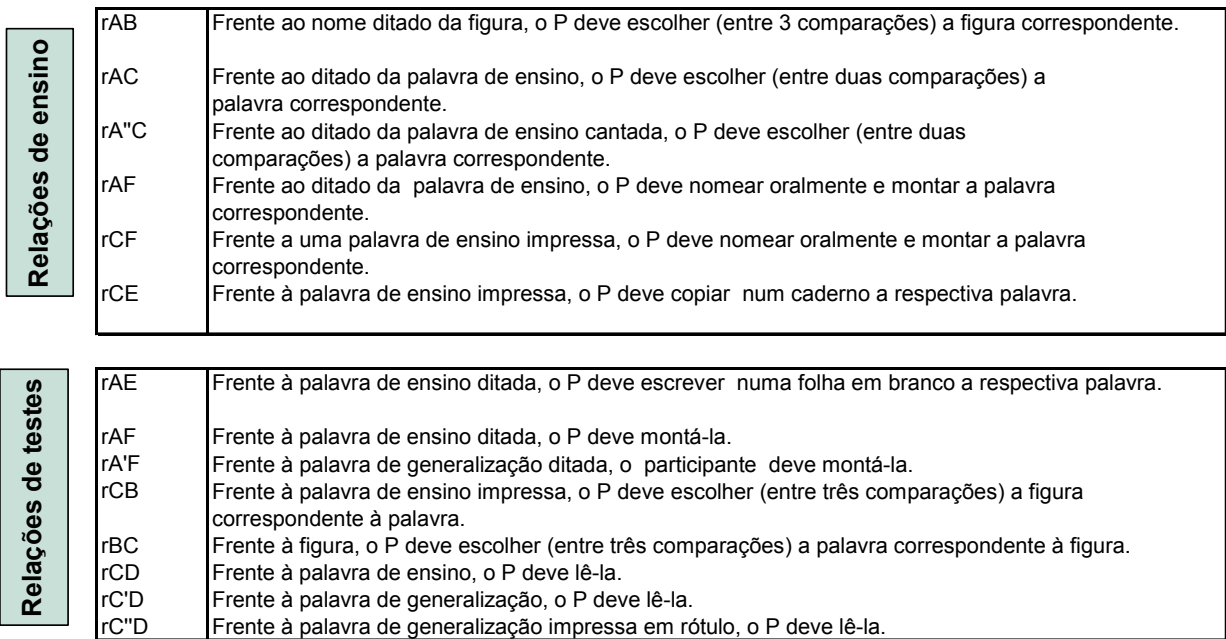 Relações de ensino
rAB Frente ao nome ditado da figura, o P deve escolher (entre 3 comparações) a figura correspondente.
rAC Frente ao ditado da palavra de ensino, o P deve escolher (entre duas comparações) a
palavra correspondente.
rA"C Frente ao ditado da palavra de ensino cantada, o P deve escolher (entre duas
comparações) a palavra correspondente.
rAF Frente ao ditado da palavra de ensino, o P deve nomear oralmente e montar a palavra
correspondente.
rCF Frente a uma palavra de ensino impressa, o P deve nomear oralmente e montar a palavra
correspondente.
rCE Frente à palavra de ensino impressa, o P deve copiar num caderno a respectiva palavra.
Relações de testes
rAE Frente à palavra de ensino ditada, o P deve escrever numa folha em branco a respectiva palavra.
rAF Frente à palavra de ensino ditada, o P deve montá-la.
rA'F Frente à palavra de generalização ditada, o participante deve montá-la.
rCB Frente à palavra de ensino impressa, o P deve escolher (entre três comparações) a figura
correspondente à palavra.
rBC Frente à figura, o P deve escolher (entre três comparações) a palavra correspondente à figura.
rCD Frente à palavra de ensino, o P deve lê-la.
rC'D Frente à palavra de generalização, o P deve lê-la.
rC"D Frente à palavra de generalização impressa em rótulo, o P deve lê-la.